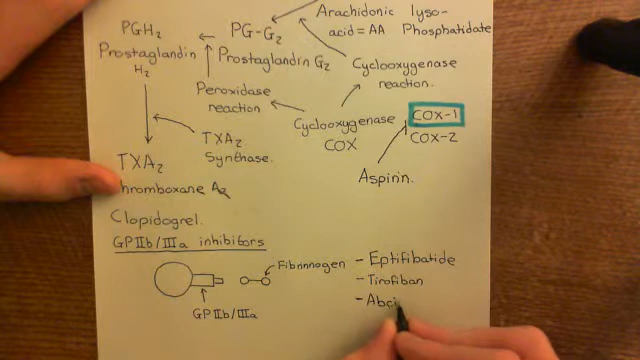 Arachidonic lyso-
acid = AA Phosphatidate
PGH2 PG-G2
Prostaglandin H2 Prostaglandin G2
Cyclooxygenase
reaction.
Peroxidase
reaction
Cyclooxygenase
COX
COX-1
COX-2
TXA2
Synthase.
Aspirin.
TXA2
hromboxane A2
Clopidogrel.
GPIIb/IIIa inhibitors
Fibrinnogen
GPIIb/IIIa
- Eptifibatide
- Tirofiban
- Abci